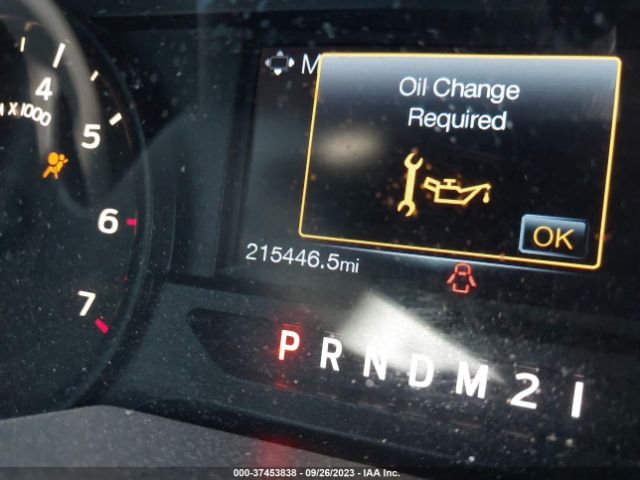 4
x 1000
5
6
7
M
Oil Change
Required
OK
215446.5mi
P R N D M 2 1
000-37453838 - 09/26/2023 - IAA Inc.